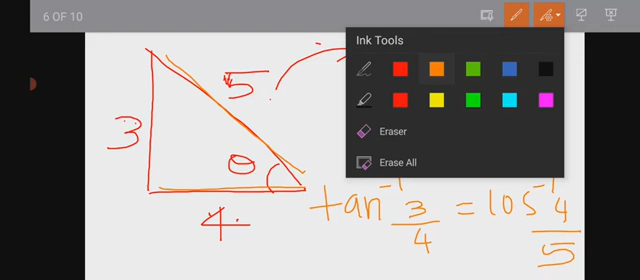 6 OF 10
Ink Tools
5
3
θ
Eraser
Erase All
4
tan⁻¹ 3/4 = cos⁻¹ 4/5